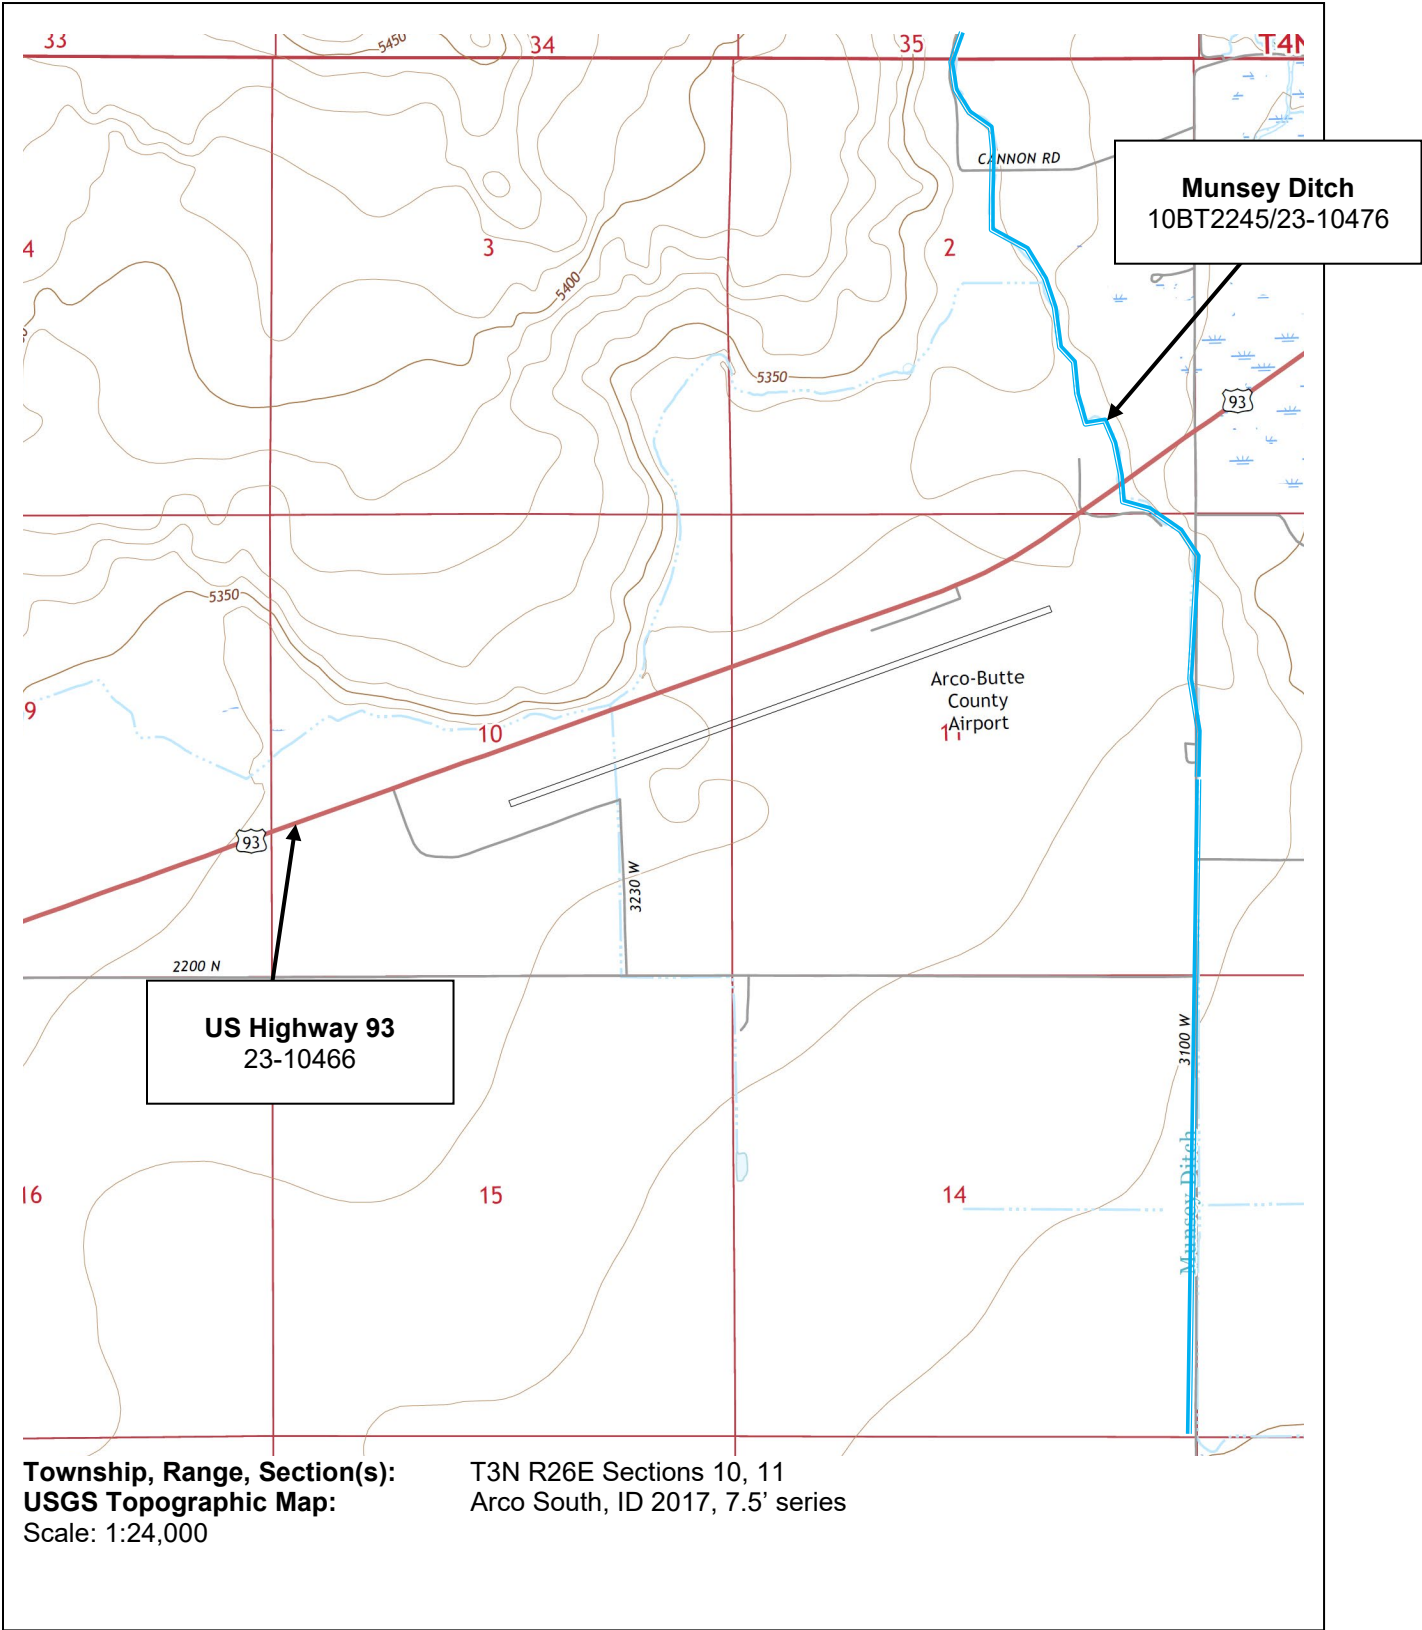 33
5450
34
35
T4N
CANNON RD
Munsey Ditch
10BT2245/23-10476
4
3
2
5400
5350
93
5350
Arco-Butte
County
Airport
9
10
11
93
3230 W
2200 N
US Highway 93
23-10466
3100 W
Munsey Ditch
16
15
14
Township, Range, Section(s): T3N R26E Sections 10, 11
USGS Topographic Map: Arco South, ID 2017, 7.5’ series
Scale: 1:24,000